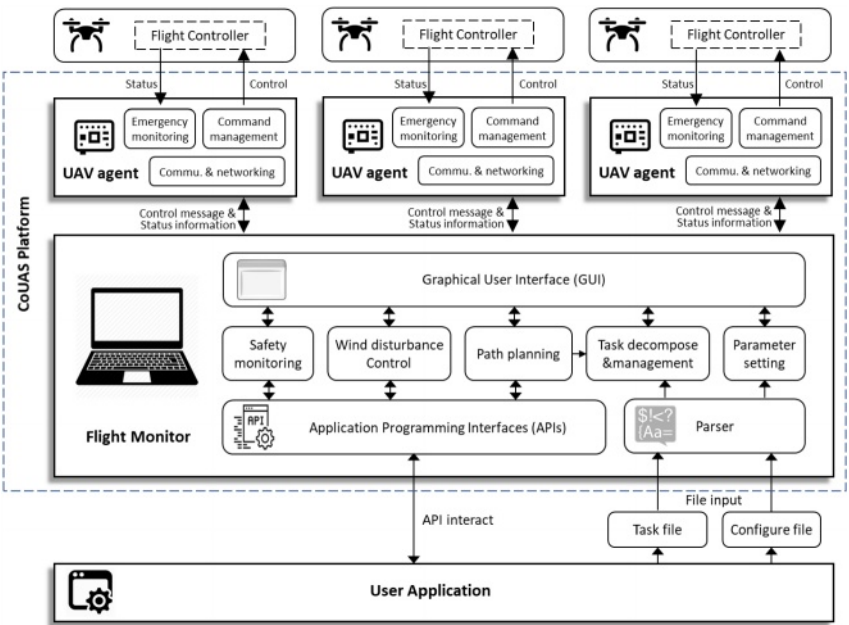 Flight Controller
Flight Controller
Flight Controller
Status
Control
Status
Control
Status
Control
Emergency
monitoring
Command
management
UAV agent
Commu. & networking
Emergency
monitoring
Command
management
UAV agent
Commu. & networking
Emergency
monitoring
Command
management
UAV agent
Commu. & networking
Control message &
Status information
Control message &
Status information
Control message &
Status information
CoUAS Platform
Graphical User Interface (GUI)
Safety
monitoring
Wind disturbance
Control
Path planning
Task decompose
&management
Parameter
setting
Flight Monitor
API
Application Programming Interfaces (APIs)
$!<?
{Aa=
Parser
API interact
File input
Task file
Configure file
User Application